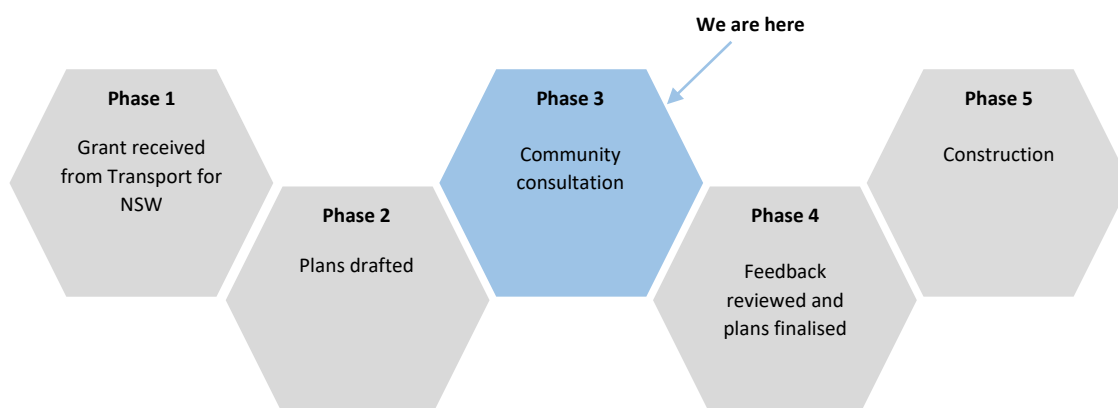 We are here
Phase 1
Grant received
from Transport for
NSW
Phase 2
Plans drafted
Phase 3
Community
consultation
Phase 4
Feedback
reviewed and
plans finalised
Phase 5
Construction